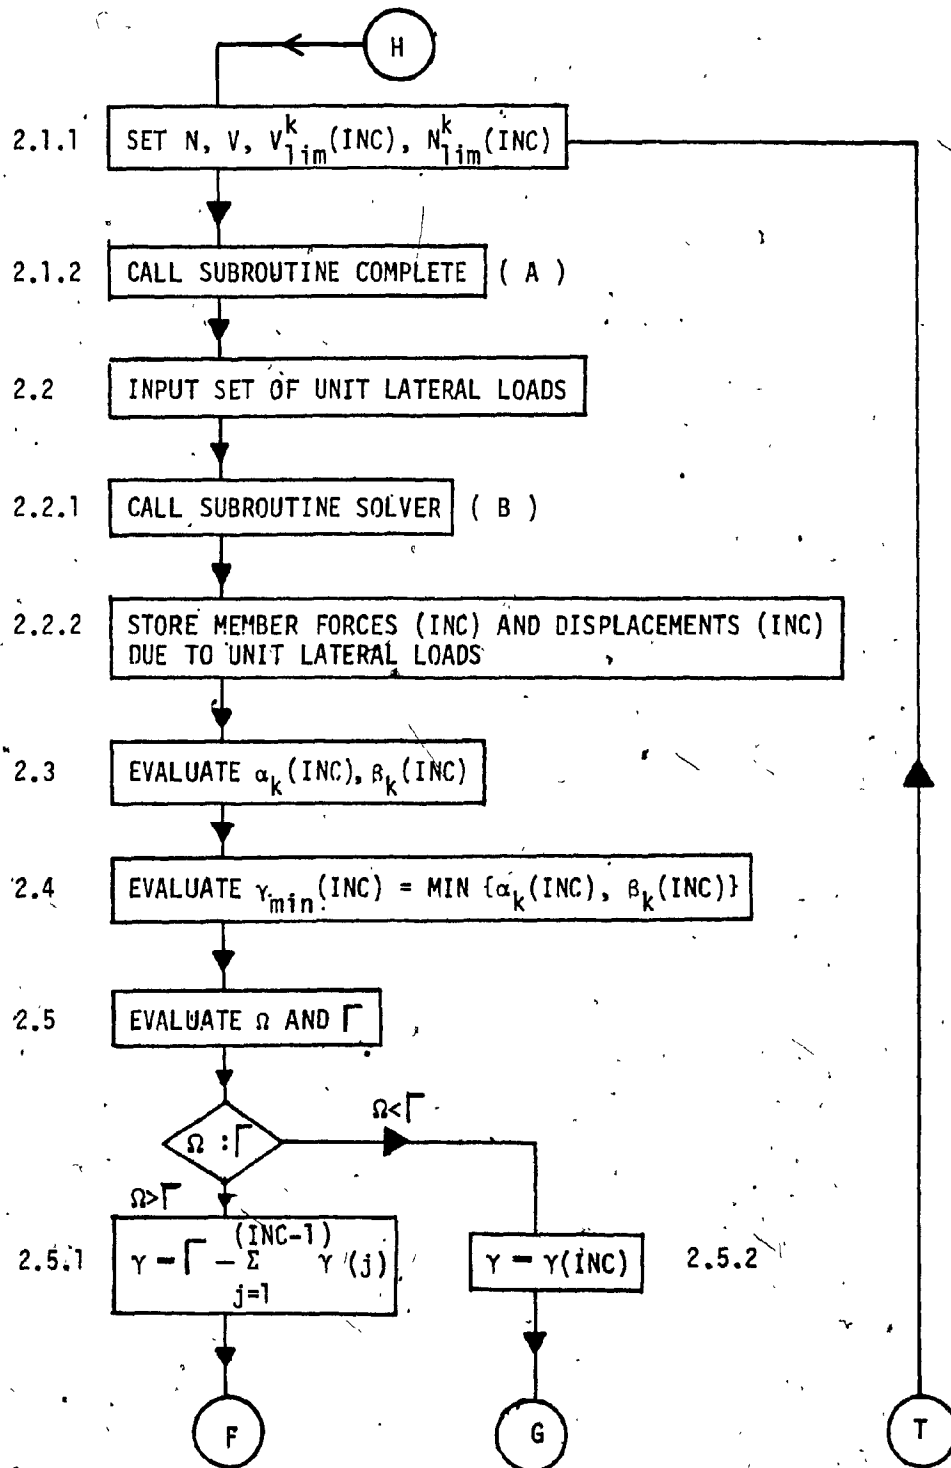 H
2.1.1 SET N, V, V^k_lim(INC), N^k_lim(INC)
2.1.2 CALL SUBROUTINE COMPLETE ( A )
2.2 INPUT SET OF UNIT LATERAL LOADS
2.2.1 CALL SUBROUTINE SOLVER ( B )
2.2.2 STORE MEMBER FORCES (INC) AND DISPLACEMENTS (INC)
DUE TO UNIT LATERAL LOADS
2.3 EVALUATE α_k(INC), β_k(INC)
2.4 EVALUATE γ_min(INC) = MIN {α_k(INC), β_k(INC)}
2.5 EVALUATE Ω AND Γ
Ω<Γ
Ω :Γ
Ω>Γ
(INC-1)
2.5.1 γ = Γ - Σ γ (j) γ = γ(INC) 2.5.2
j=1
F G T